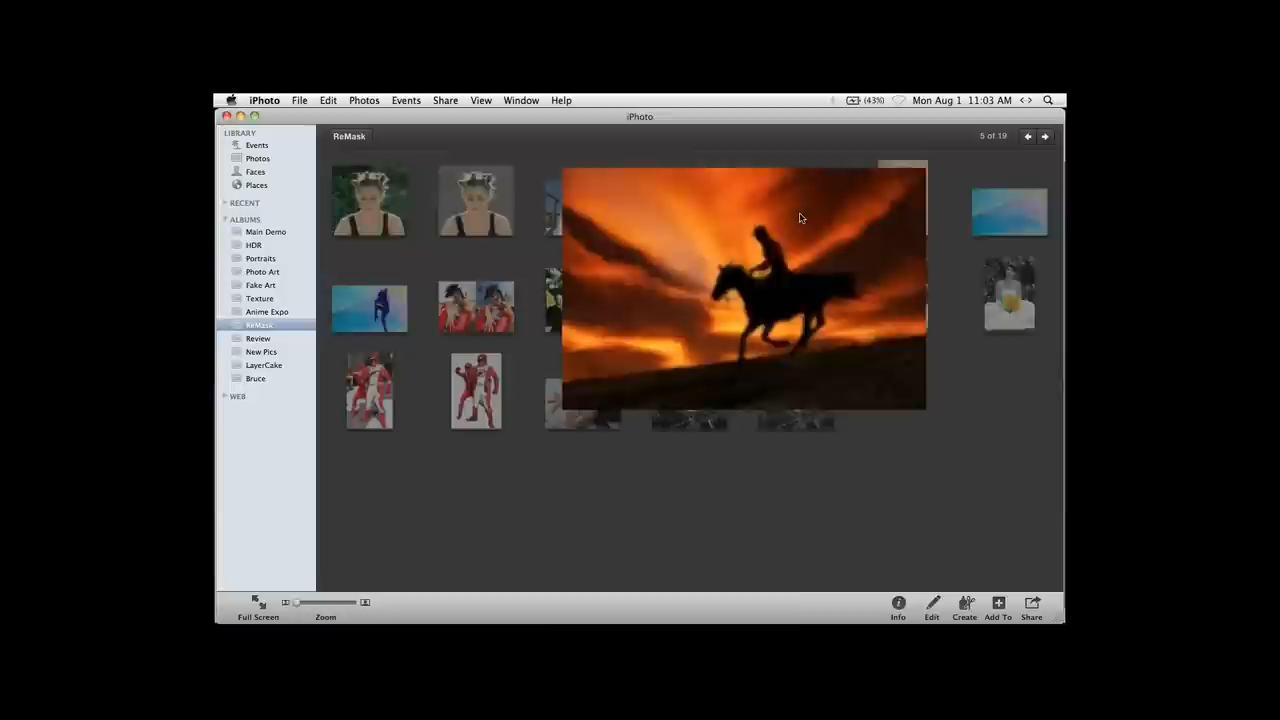 iPhoto File Edit Photos Events Share View Window Help (43%) Mon Aug 1 11:03 AM
iPhoto
LIBRARY
Events
Photos
Faces
Places
RECENT
ALBUMS
Main Demo
HDR
Portraits
Photo Art
Fake Art
Texture
Anime Expo
ReMask
Review
New Pics
LayerCake
Bruce
WEB
ReMask 5 of 19
Full Screen Zoom Info Edit Create Add To Share